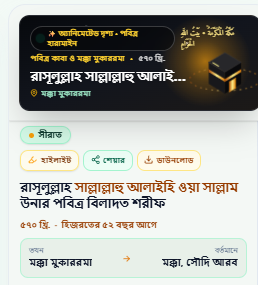 ✨ অ্যানিমেটেড দৃশ্য • পবিত্র
হারামাইন
পবিত্র কাবা ও মক্কা মুকাররমা • ৫৭০ খ্রি.
রাসূলুল্লাহ সাল্লাল্লাহু আলাই...
মক্কা মুকাররমা
সীরাত
হাইলাইট
শেয়ার
ডাউনলোড
রাসূলুল্লাহ সাল্লাল্লাহু আলাইহি ওয়া সাল্লাম
উনার পবিত্র বিলাদত শরীফ
৫৭০ খ্রি. · হিজরতের ৫২ বছর আগে
তখন
বর্তমানে
মক্কা মুকাররমা → মক্কা, সৌদি আরব